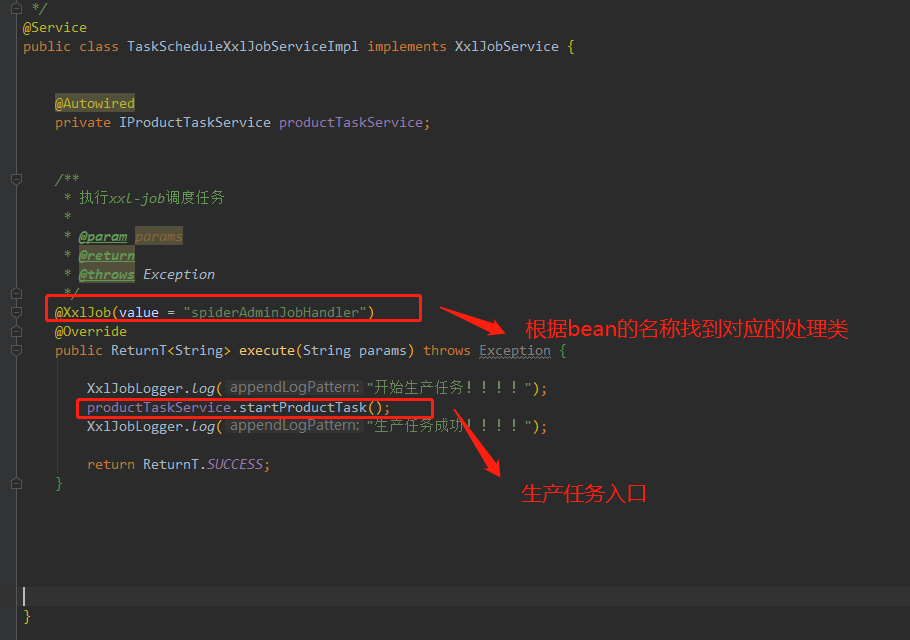 */
@Service
public class TaskScheduleXxlJobServiceImpl implements XxlJobService {
@Autowired
private IProductTaskService productTaskService;
/**
* 执行xxl-job调度任务
*
* @param params
* @return
* @throws Exception
*/
@XxlJob(value = "spiderAdminJobHandler")
根据bean的名称找到对应的处理类
@Override
public ReturnT<String> execute(String params) throws Exception {
XxlJobLogger.log( appendLogPattern: "开始生产任务！！！！");
productTaskService.startProductTask();
XxlJobLogger.log( appendLogPattern: "生产任务成功！！！！");
return ReturnT.SUCCESS;
}
生产任务入口
}